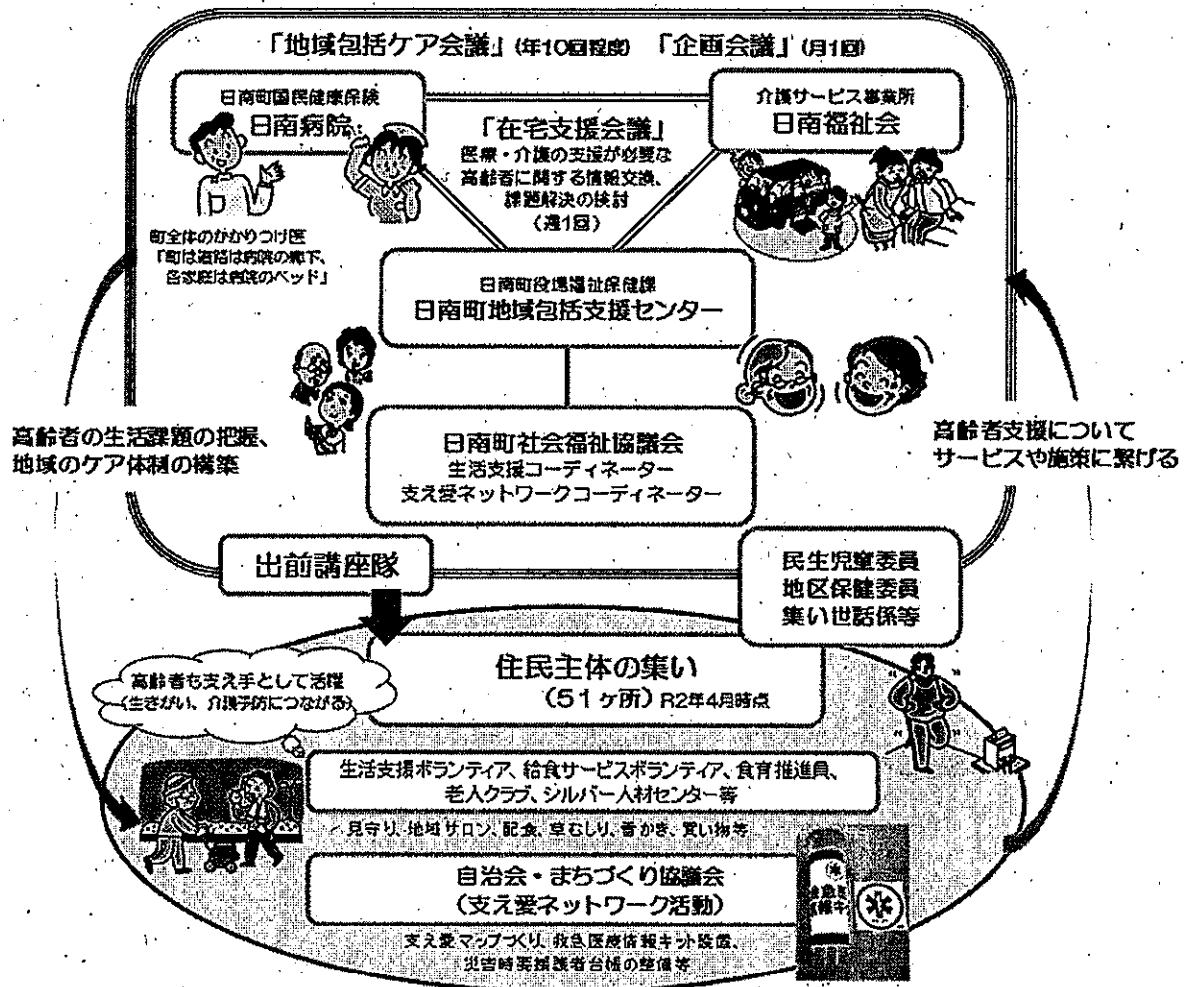 「地域包括ケア会議」(年10回程度) 「企画会議」(月1回)
日南町国民健康保険
日南病院
「在宅支援会議」
医療・介護の支援が必要な
高齢者に関する情報交換、
課題解決の検討
(週1回)
介護サービス事業所
日南福祉会
町全体のかかりつけ医
「町は道路は病院の廊下、
各家庭は病院のベッド」
日南町役場福祉保健課
日南町地域包括支援センター
高齢者の生活課題の把握、
地域のケア体制の構築
日南町社会福祉協議会
生活支援コーディネーター
支え愛ネットワークコーディネーター
高齢者支援について
サービスや施策に繋げる
出前講座隊
民生児童委員
地区保健委員
集い世話係等
住民主体の集い
(51ヶ所) R2年4月時点
高齢者も支え手として活躍
(生きがい、介護予防につながる)
生活支援ボランティア、給食サービスボランティア、食育推進員、
老人クラブ、シルバー人材センター等
見守り、地域サロン、配食、草むしり、雪かき、買い物等
自治会・まちづくり協議会
(支え愛ネットワーク活動)
支え愛マップづくり、救急医療情報キット設置、
災害時要援護者台帳の整備等